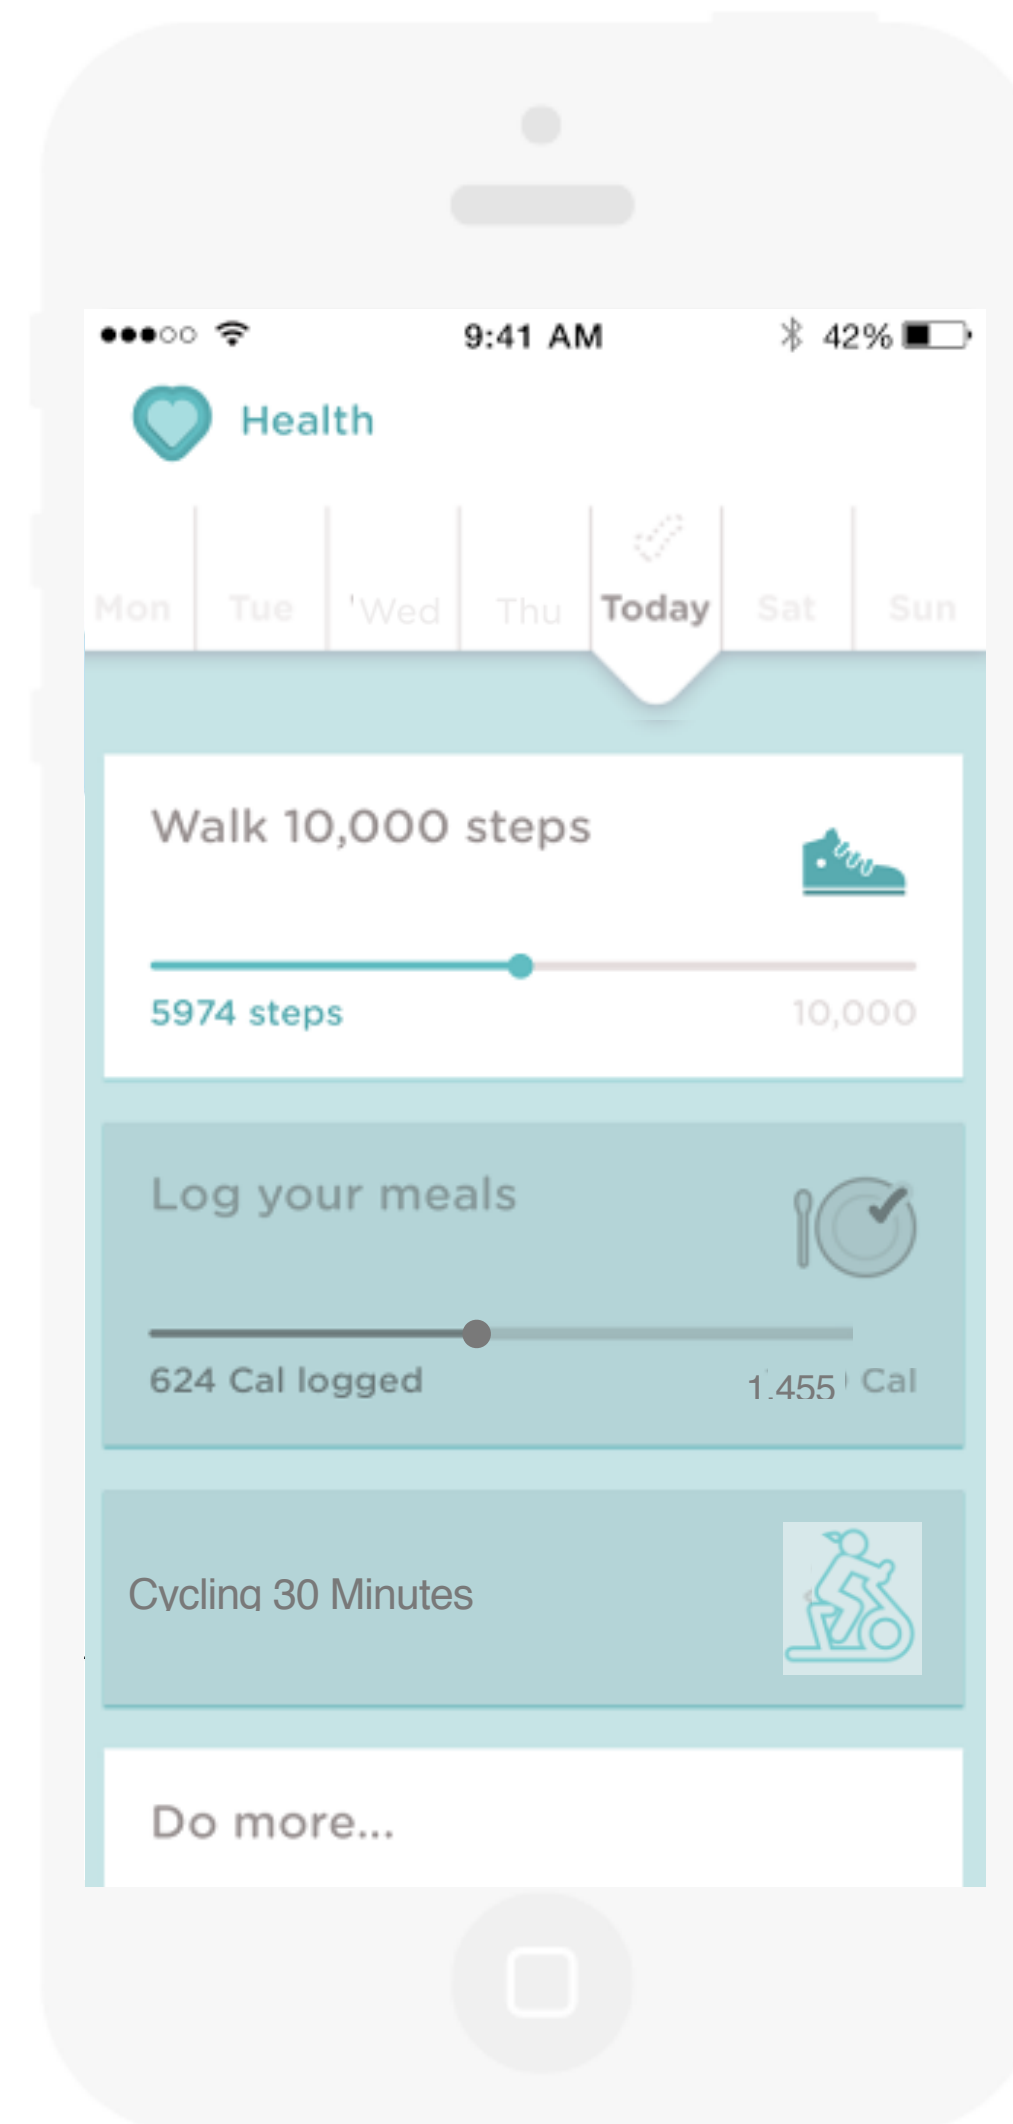 9:41 AM 42%
Health
Mon Tue Wed Thu Today Sat Sun
Walk 10,000 steps
5974 steps 10,000
Log your meals
624 Cal logged 1.455 Cal
Cycling 30 Minutes
Do more...